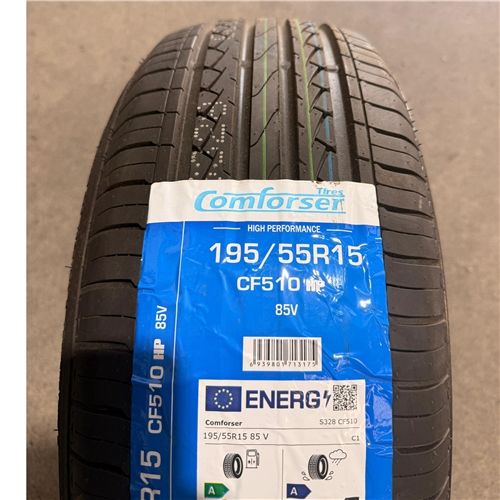 Tires
Comforser
HIGH PERFORMANCE
195/55R15
CF510 HP
85V
6939801713175
R15 CF510 HP 85V
ENERG
Comforser
S328 CF510
195/55R15 85 V
C1
A
A